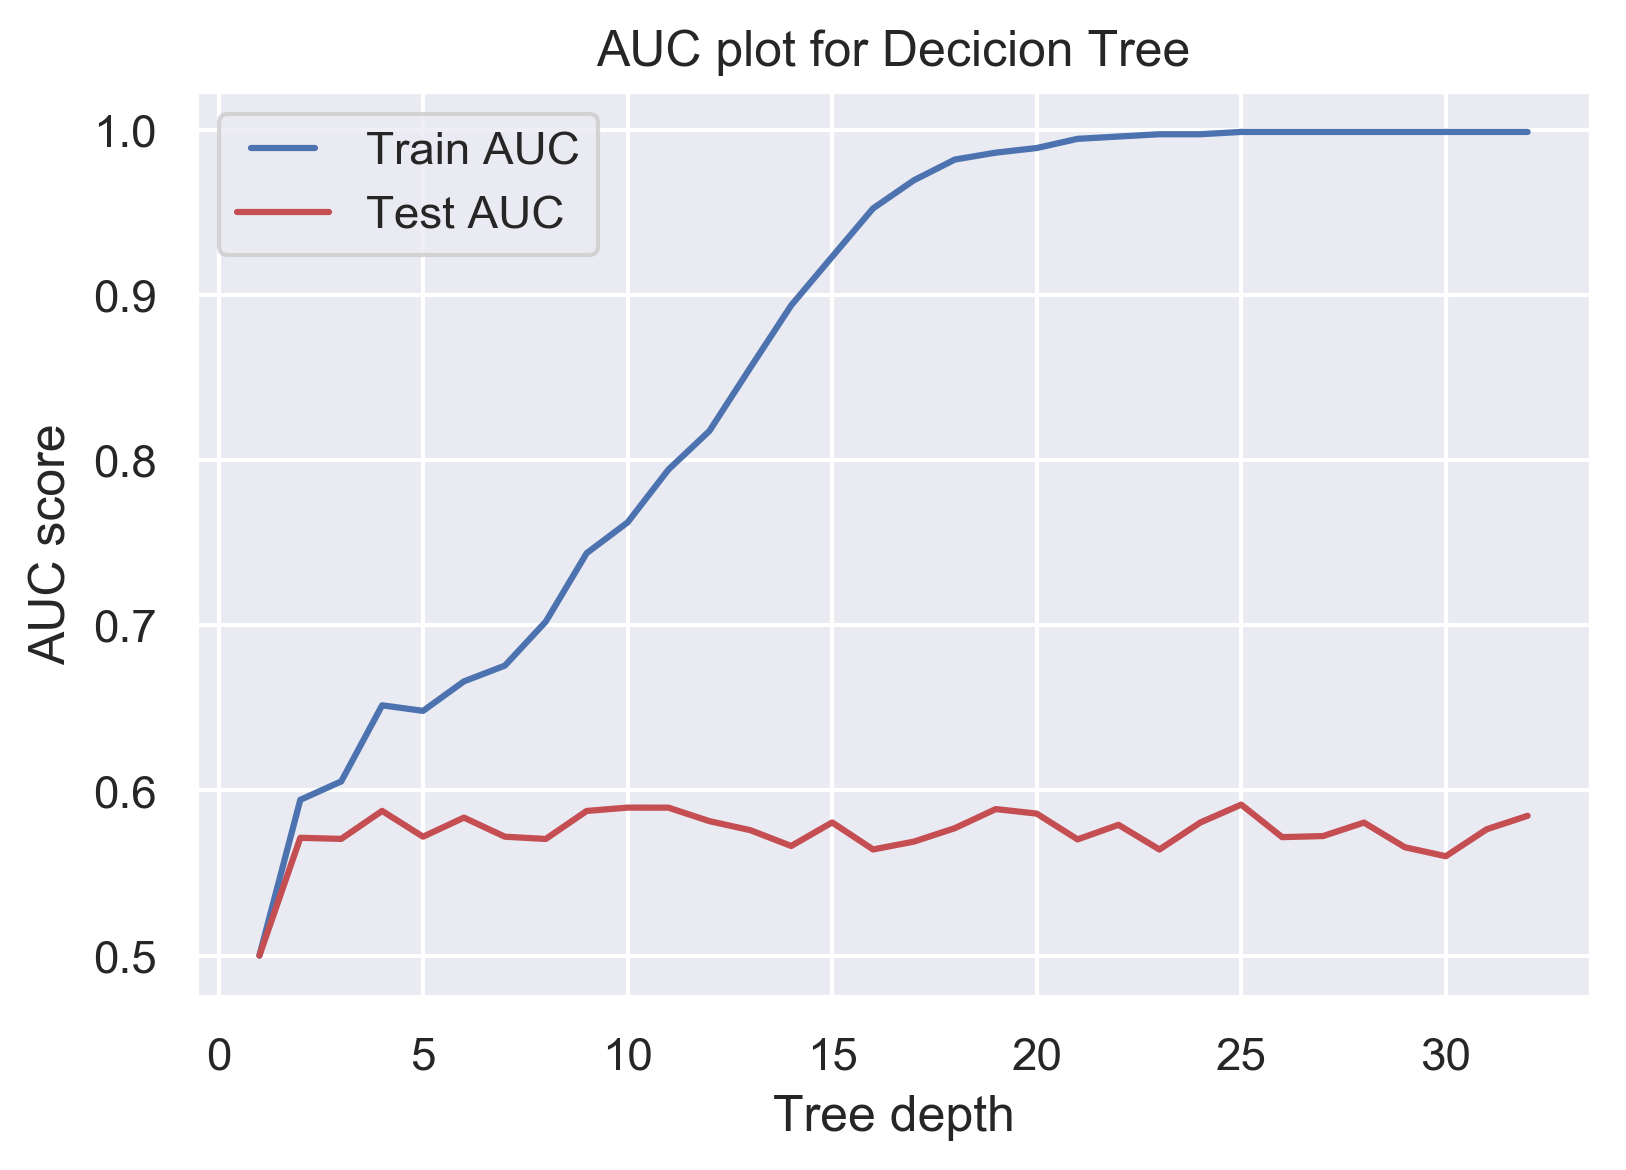 AUC plot for Decicion Tree
1.0
0.9
0.8
0.7
0.6
0.5
AUC score
Train AUC
Test AUC
0 5 10 15 20 25 30
Tree depth